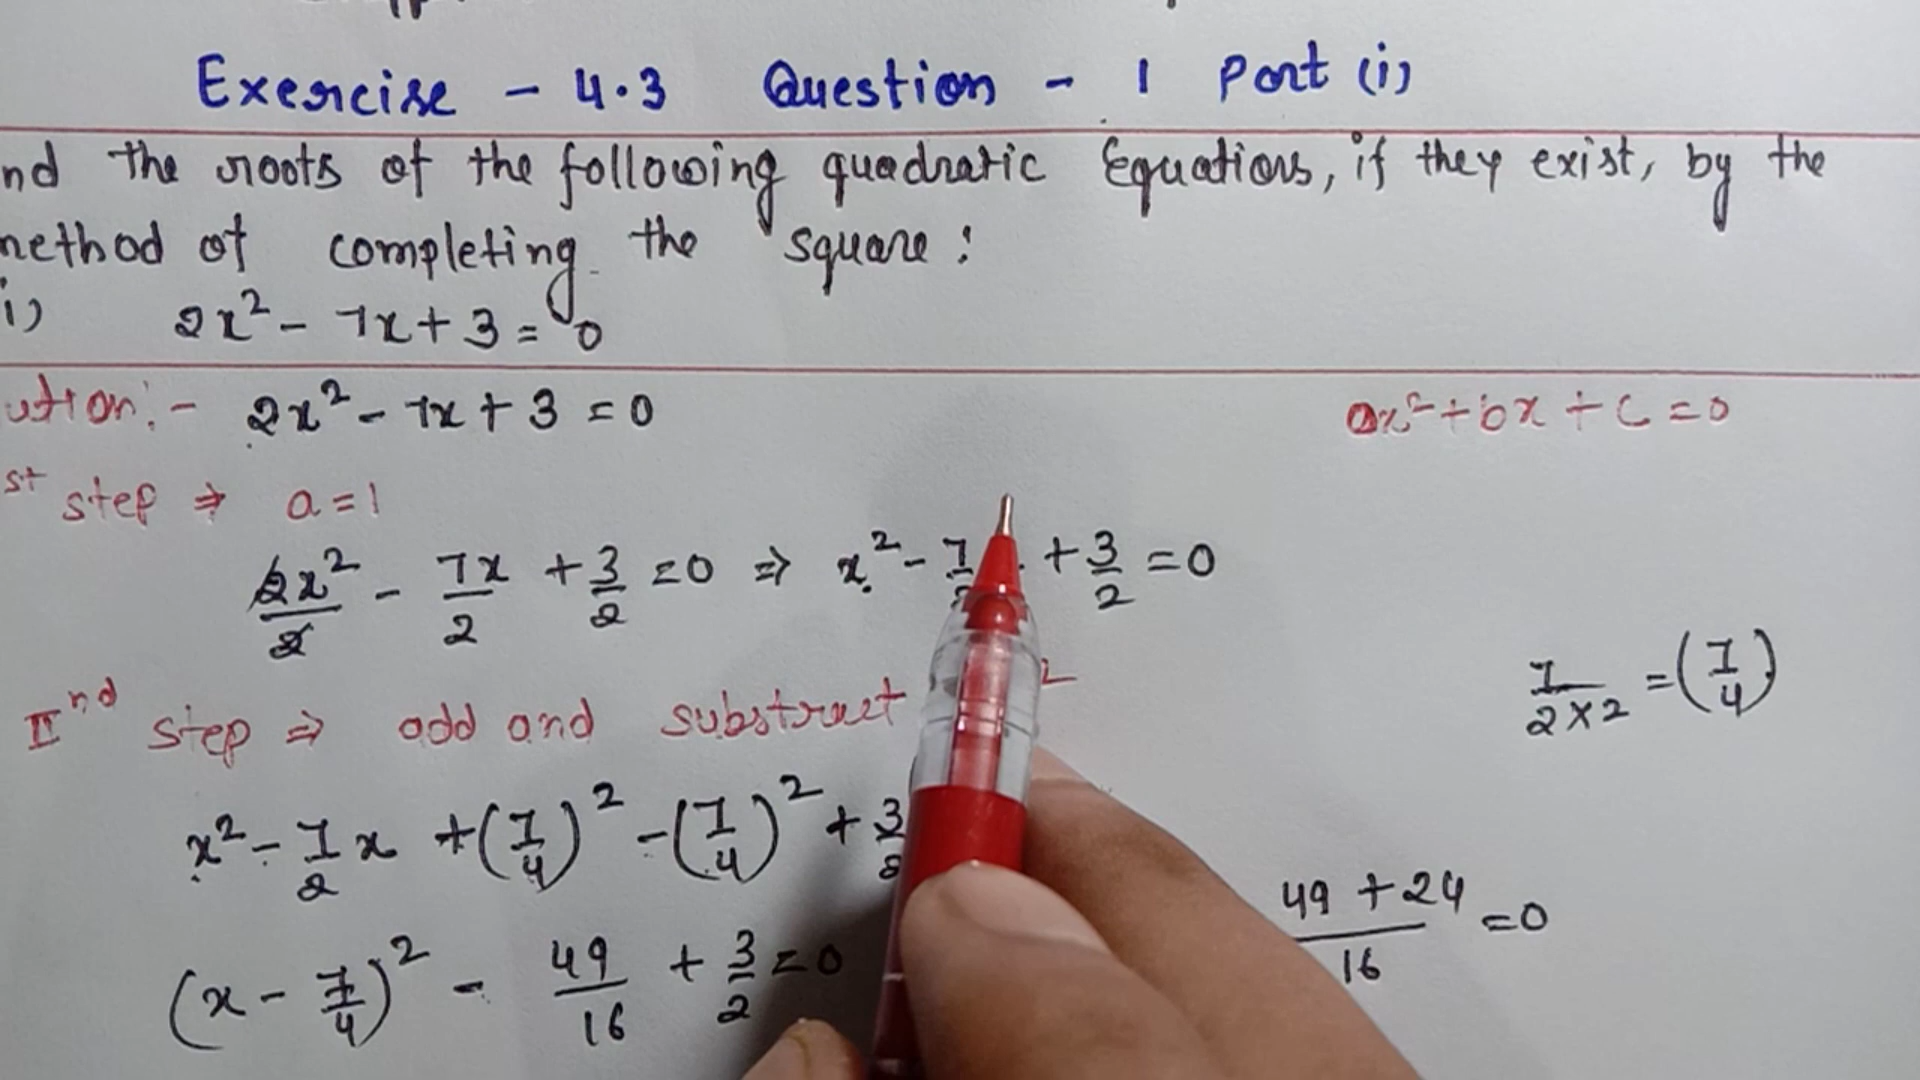 Exercise - 4.3 Question - 1 Part (i)
nd the roots of the following quadratic Equations, if they exist, by the
method of completing the square:
i) 2x² - 7x + 3 = 0
ution:- 2x² - 7x + 3 = 0
ax² + bx + c = 0
st step ⇒ a = 1
2x²/2 - 7x/2 + 3/2 = 0 ⇒ x² - 7 + 3/2 = 0
7/2×2 = (7/4)
IInd step ⇒ add and substract 2
x² - 7/2 x + (7/4)² - (7/4)² + 3
49 + 24/16 = 0
(x - 7/4)² - 49/16 + 3/2 = 0